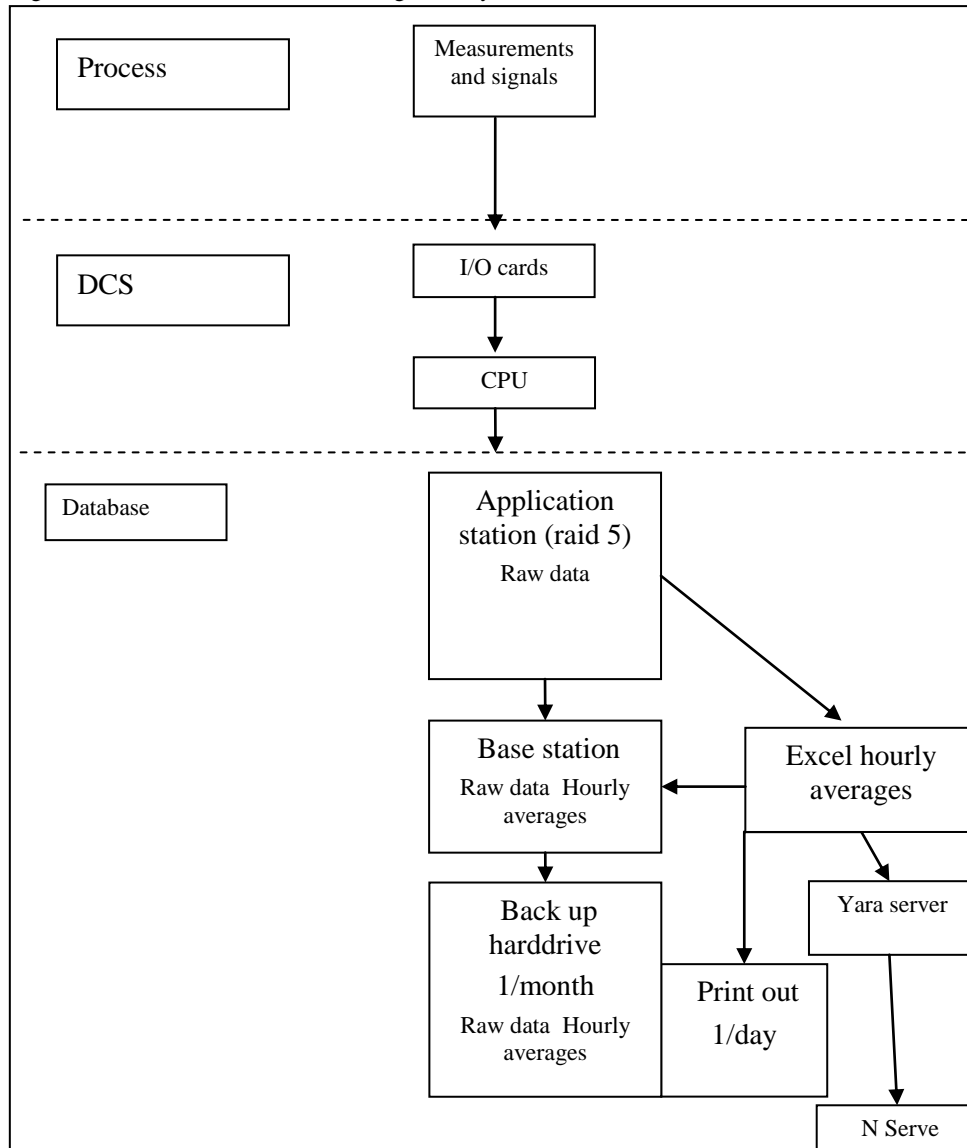 Process
Measurements
and signals
DCS
I/O cards
CPU
Database
Application
station (raid 5)
Raw data
Base station
Raw data Hourly
averages
Excel hourly
averages
Back up
harddrive
1/month
Raw data Hourly
averages
Print out
1/day
Yara server
N Serve